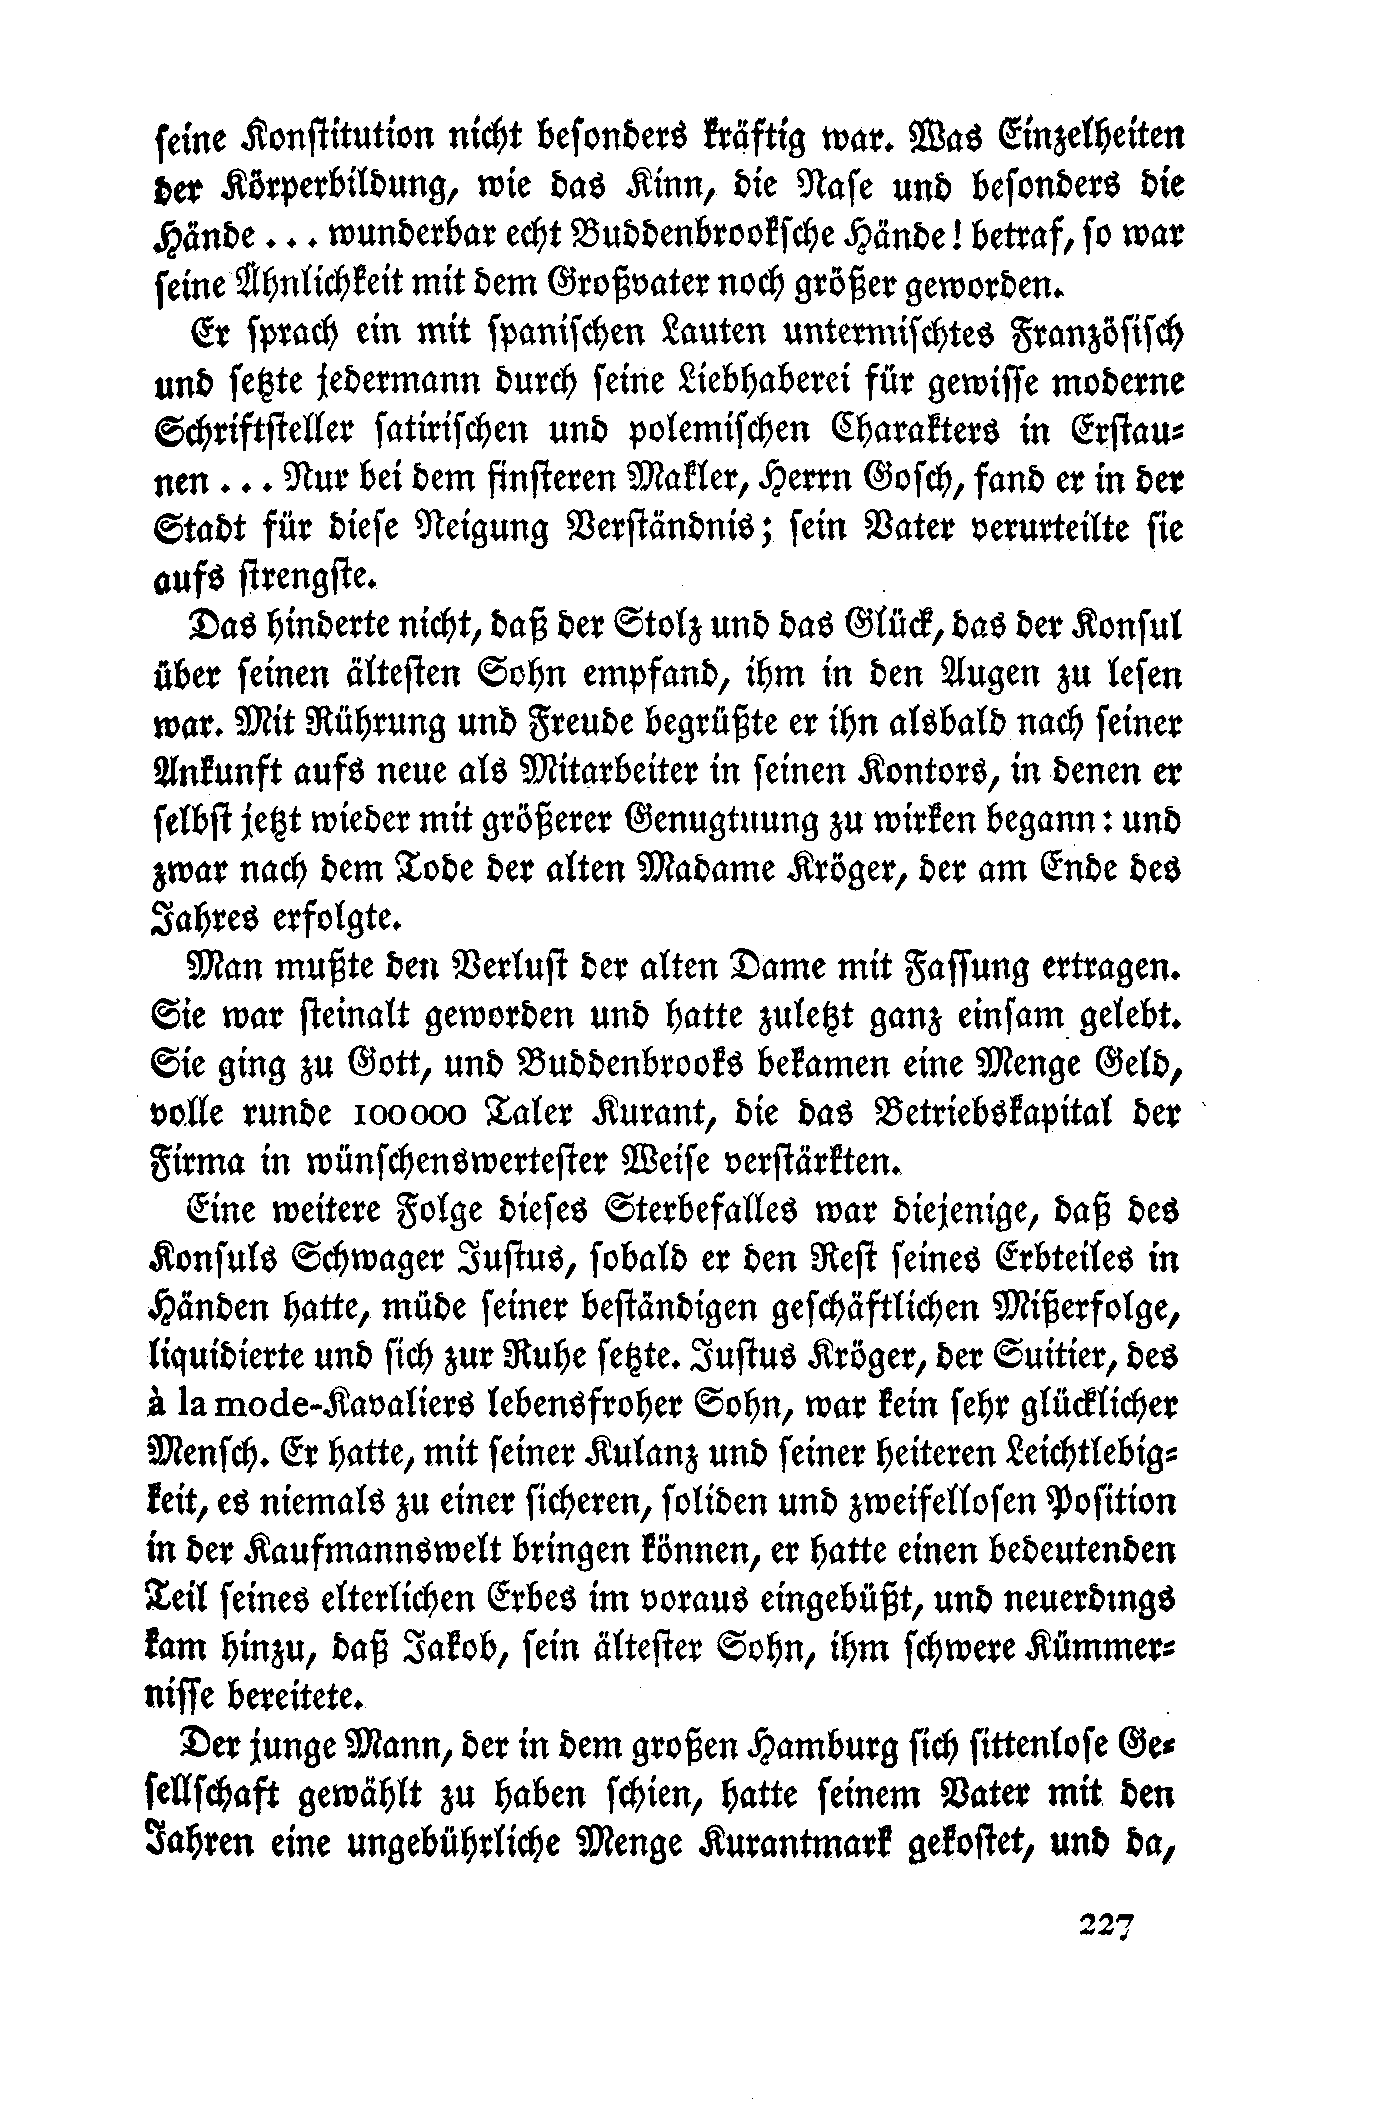 seine Konstitution nicht besonders kräftig war. Was Einzelheiten
der Körperbildung, wie das Kinn, die Nase und besonders die
Hände ... wunderbar echt Buddenbrooksche Hände! betraf, so war
seine Ähnlichkeit mit dem Großvater noch größer geworden.
Er sprach ein mit spanischen Lauten untermischtes Französisch
und setzte jedermann durch seine Liebhaberei für gewisse moderne
Schriftsteller satirischen und polemischen Charakters in Erstau-
nen ... Nur bei dem finsteren Makler, Herrn Gosch, fand er in der
Stadt für diese Neigung Verständnis; sein Vater verurteilte sie
aufs strengste.
Das hinderte nicht, daß der Stolz und das Glück, das der Konsul
über seinen ältesten Sohn empfand, ihm in den Augen zu lesen
war. Mit Rührung und Freude begrüßte er ihn alsbald nach seiner
Ankunft aufs neue als Mitarbeiter in seinen Kontors, in denen er
selbst jetzt wieder mit größerer Genugtuung zu wirken begann: und
zwar nach dem Tode der alten Madame Kröger, der am Ende des
Jahres erfolgte.
Man mußte den Verlust der alten Dame mit Fassung ertragen.
Sie war steinalt geworden und hatte zuletzt ganz einsam gelebt.
Sie ging zu Gott, und Buddenbrooks bekamen eine Menge Geld,
volle runde 100000 Taler Kurant, die das Betriebskapital der
Firma in wünschenswertester Weise verstärkten.
Eine weitere Folge dieses Sterbefalles war diejenige, daß des
Konsuls Schwager Justus, sobald er den Rest seines Erbteiles in
Händen hatte, müde seiner beständigen geschäftlichen Mißerfolge,
liquidierte und sich zur Ruhe setzte. Justus Kröger, der Suitier, des
à la mode-Kavaliers lebensfroher Sohn, war kein sehr glücklicher
Mensch. Er hatte, mit seiner Kulanz und seiner heiteren Leichtlebig-
keit, es niemals zu einer sicheren, soliden und zweifellosen Position
in der Kaufmannswelt bringen können, er hatte einen bedeutenden
Teil seines elterlichen Erbes im voraus eingebüßt, und neuerdings
kam hinzu, daß Jakob, sein ältester Sohn, ihm schwere Kümmer-
nisse bereitete.
Der junge Mann, der in dem großen Hamburg sich sittenlose Ge-
sellschaft gewählt zu haben schien, hatte seinem Vater mit den
Jahren eine ungebührliche Menge Kurantmark gekostet, und da,
227